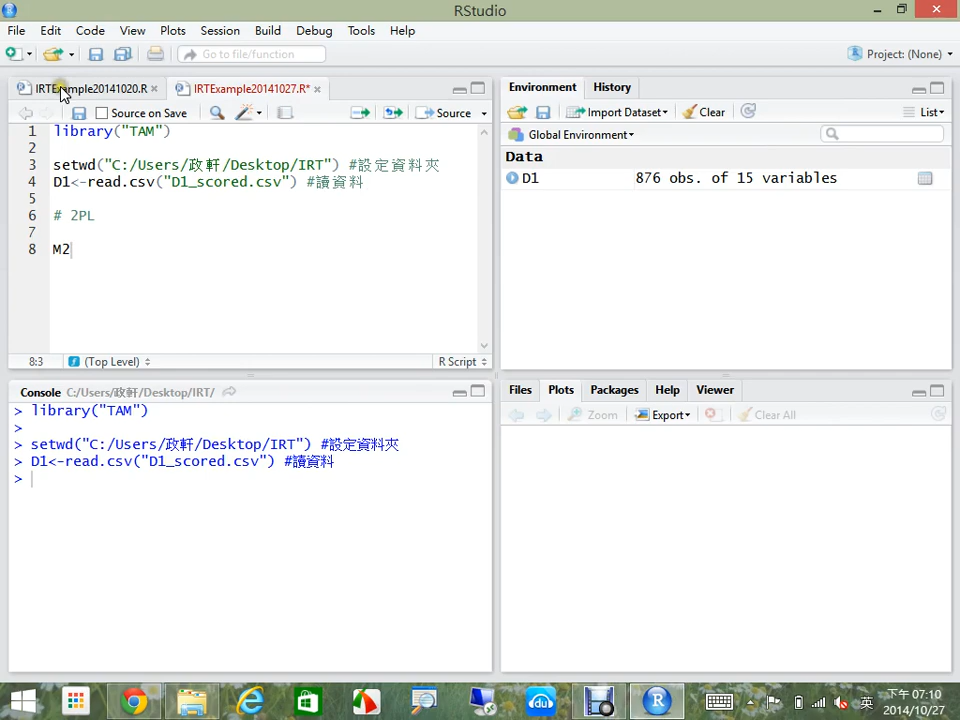 RStudio
File Edit Code View Plots Session Build Debug Tools Help
Go to file/function
Project: (None)
IRTExample20141020.R
IRTExample20141027.R*
Source on Save
Source
1 library("TAM")
2
3 setwd("C:/Users/政軒/Desktop/IRT") #設定資料夾
4 D1<-read.csv("D1_scored.csv") #讀資料
5
6 # 2PL
7
8 M2
8:3 (Top Level) R Script
Console C:/Users/政軒/Desktop/IRT/
> library("TAM")
>
> setwd("C:/Users/政軒/Desktop/IRT") #設定資料夾
> D1<-read.csv("D1_scored.csv") #讀資料
>
Environment History
Import Dataset Clear List
Global Environment
Data
D1 876 obs. of 15 variables
Files Plots Packages Help Viewer
Zoom Export Clear All
英
下午 07:10
2014/10/27